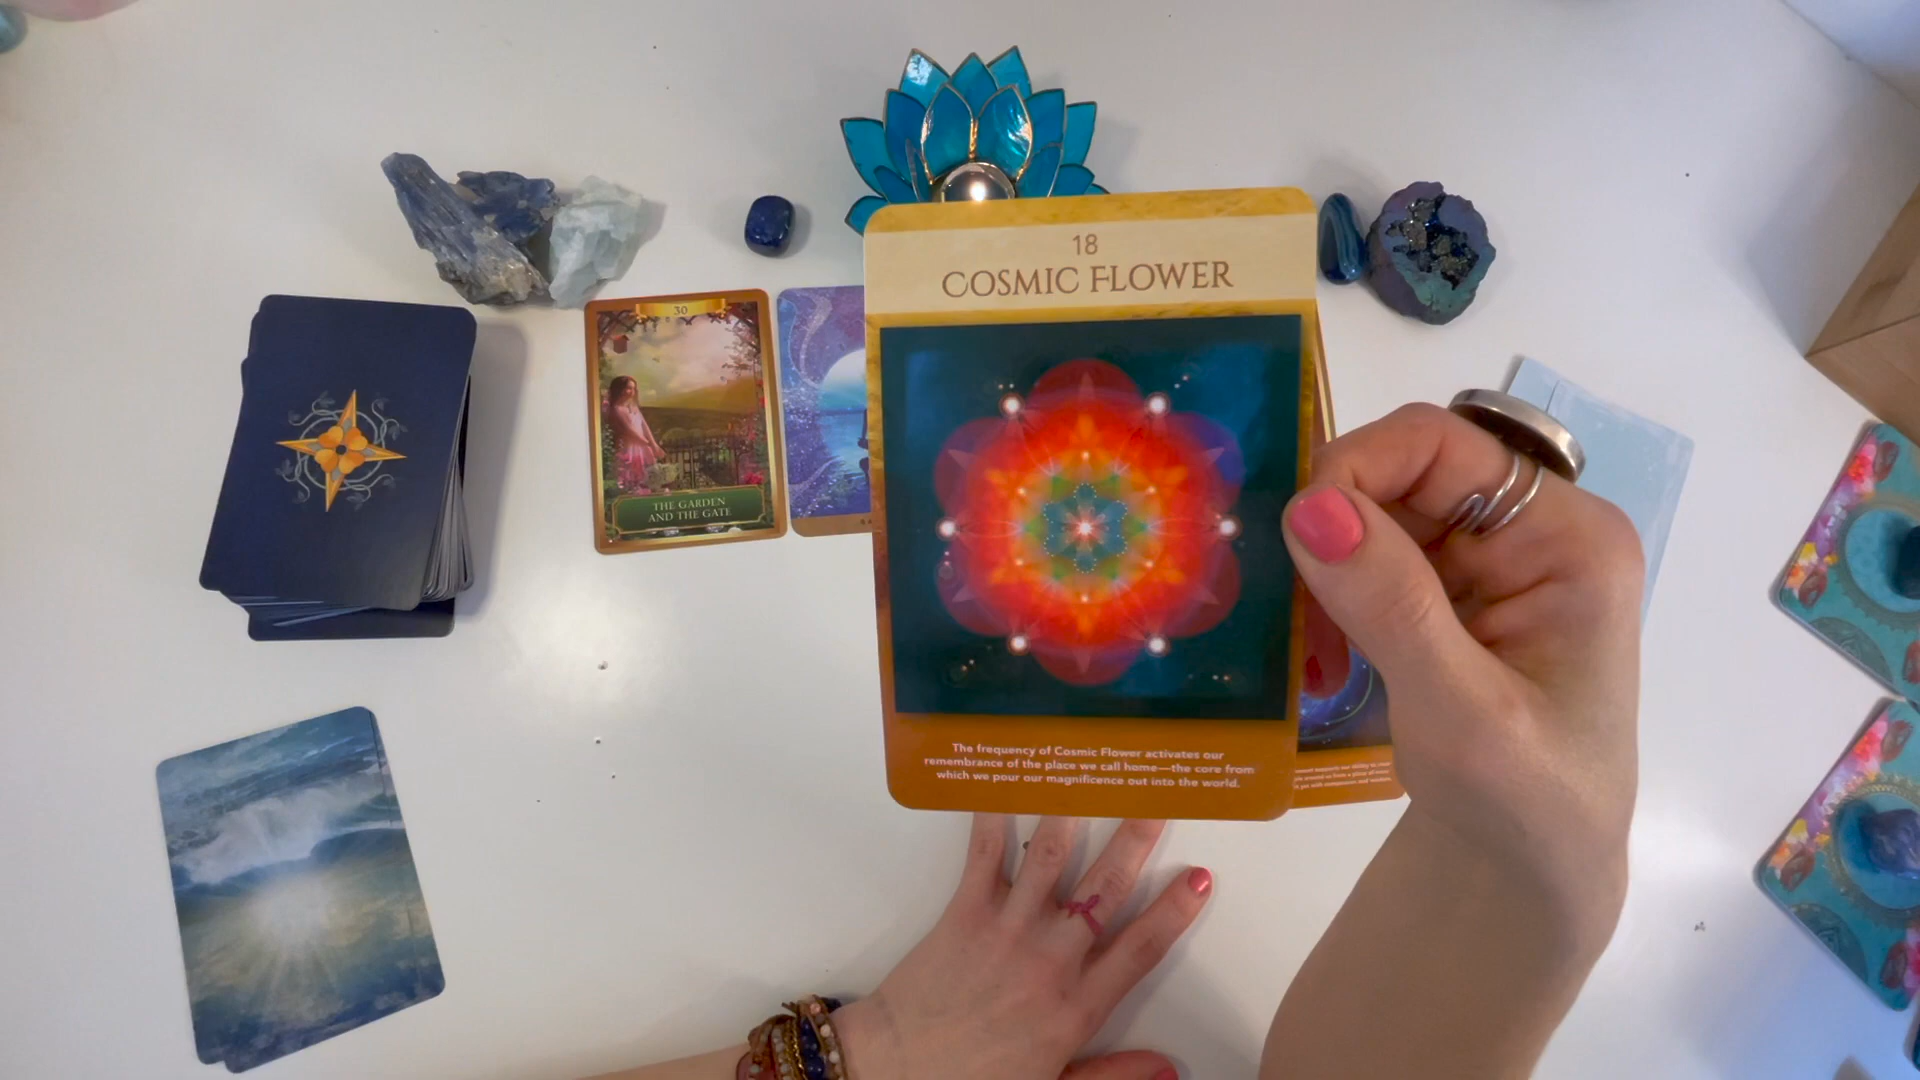 30
THE GARDEN
AND THE GATE
18
COSMIC FLOWER
The frequency of Cosmic Flower activates our
remembrance of the place we call home—the core from
which we pour our magnificence out into the world.